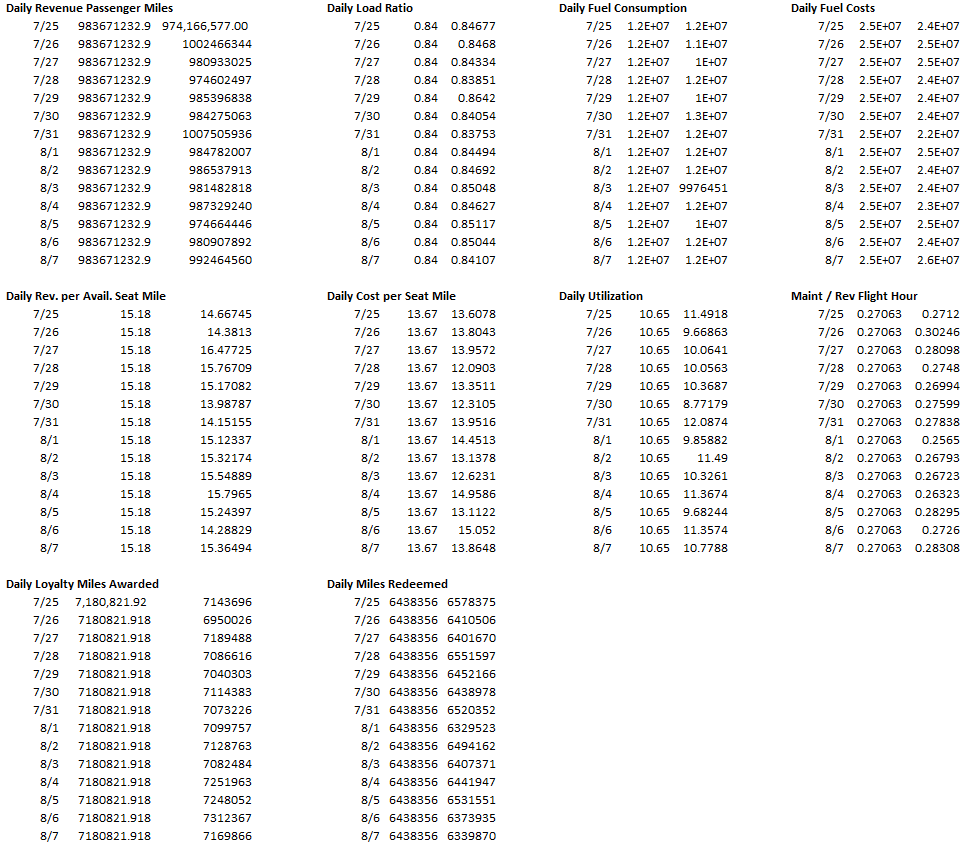 Daily Revenue Passenger Miles Daily Load Ratio Daily Fuel Consumption Daily Fuel Costs
7/25 983671232.9 974,166,577.00 7/25 0.84 0.84677 7/25 1.2E+07 1.2E+07 7/25 2.5E+07 2.4E+07
7/26 983671232.9 1002466344 7/26 0.84 0.8468 7/26 1.2E+07 1.1E+07 7/26 2.5E+07 2.5E+07
7/27 983671232.9 980933025 7/27 0.84 0.84334 7/27 1.2E+07 1E+07 7/27 2.5E+07 2.5E+07
7/28 983671232.9 974602497 7/28 0.84 0.83851 7/28 1.2E+07 1.2E+07 7/28 2.5E+07 2.4E+07
7/29 983671232.9 985396838 7/29 0.84 0.8642 7/29 1.2E+07 1E+07 7/29 2.5E+07 2.4E+07
7/30 983671232.9 984275063 7/30 0.84 0.84054 7/30 1.2E+07 1.3E+07 7/30 2.5E+07 2.4E+07
7/31 983671232.9 1007505936 7/31 0.84 0.83753 7/31 1.2E+07 1.2E+07 7/31 2.5E+07 2.2E+07
8/1 983671232.9 984782007 8/1 0.84 0.84494 8/1 1.2E+07 1.2E+07 8/1 2.5E+07 2.5E+07
8/2 983671232.9 986537913 8/2 0.84 0.84692 8/2 1.2E+07 1.2E+07 8/2 2.5E+07 2.4E+07
8/3 983671232.9 981482818 8/3 0.84 0.85048 8/3 1.2E+07 9976451 8/3 2.5E+07 2.4E+07
8/4 983671232.9 987329240 8/4 0.84 0.84627 8/4 1.2E+07 1.2E+07 8/4 2.5E+07 2.3E+07
8/5 983671232.9 974664446 8/5 0.84 0.85117 8/5 1.2E+07 1E+07 8/5 2.5E+07 2.5E+07
8/6 983671232.9 980907892 8/6 0.84 0.85044 8/6 1.2E+07 1.2E+07 8/6 2.5E+07 2.4E+07
8/7 983671232.9 992464560 8/7 0.84 0.84107 8/7 1.2E+07 1.2E+07 8/7 2.5E+07 2.6E+07
Daily Rev. per Avail. Seat Mile Daily Cost per Seat Mile Daily Utilization Maint / Rev Flight Hour
7/25 15.18 14.66745 7/25 13.67 13.6078 7/25 10.65 11.4918 7/25 0.27063 0.2712
7/26 15.18 14.3813 7/26 13.67 13.8043 7/26 10.65 9.66863 7/26 0.27063 0.30246
7/27 15.18 16.47725 7/27 13.67 13.9572 7/27 10.65 10.0641 7/27 0.27063 0.28098
7/28 15.18 15.76709 7/28 13.67 12.0903 7/28 10.65 10.0563 7/28 0.27063 0.2748
7/29 15.18 15.17082 7/29 13.67 13.3511 7/29 10.65 10.3687 7/29 0.27063 0.26994
7/30 15.18 13.98787 7/30 13.67 12.3105 7/30 10.65 8.77179 7/30 0.27063 0.27599
7/31 15.18 14.15155 7/31 13.67 13.9516 7/31 10.65 12.0874 7/31 0.27063 0.27838
8/1 15.18 15.12337 8/1 13.67 14.4513 8/1 10.65 9.85882 8/1 0.27063 0.2565
8/2 15.18 15.32174 8/2 13.67 13.1378 8/2 10.65 11.49 8/2 0.27063 0.26793
8/3 15.18 15.54889 8/3 13.67 12.6231 8/3 10.65 10.3261 8/3 0.27063 0.26723
8/4 15.18 15.7965 8/4 13.67 14.9586 8/4 10.65 11.3674 8/4 0.27063 0.26323
8/5 15.18 15.24397 8/5 13.67 13.1122 8/5 10.65 9.68244 8/5 0.27063 0.28295
8/6 15.18 14.28829 8/6 13.67 15.052 8/6 10.65 11.3574 8/6 0.27063 0.2726
8/7 15.18 15.36494 8/7 13.67 13.8648 8/7 10.65 10.7788 8/7 0.27063 0.28308
Daily Loyalty Miles Awarded Daily Miles Redeemed
7/25 7,180,821.92 7143696 7/25 6438356 6578375
7/26 7180821.918 6950026 7/26 6438356 6410506
7/27 7180821.918 7189488 7/27 6438356 6401670
7/28 7180821.918 7086616 7/28 6438356 6551597
7/29 7180821.918 7040303 7/29 6438356 6452166
7/30 7180821.918 7114383 7/30 6438356 6438978
7/31 7180821.918 7073226 7/31 6438356 6520352
8/1 7180821.918 7099757 8/1 6438356 6329523
8/2 7180821.918 7128763 8/2 6438356 6494162
8/3 7180821.918 7082484 8/3 6438356 6407371
8/4 7180821.918 7251963 8/4 6438356 6441947
8/5 7180821.918 7248052 8/5 6438356 6531551
8/6 7180821.918 7312367 8/6 6438356 6373935
8/7 7180821.918 7169866 8/7 6438356 6339870